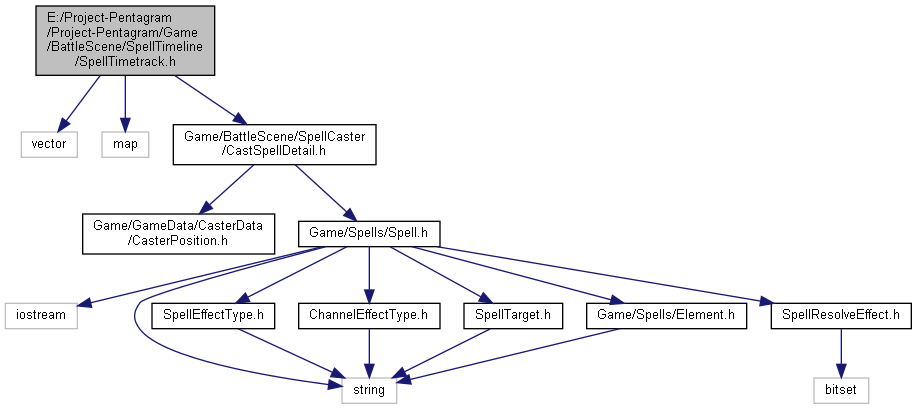 E:/Project-Pentagram
/Project-Pentagram/Game
/BattleScene/SpellTimeline
/SpellTimetrack.h
vector
map
Game/BattleScene/SpellCaster
/CastSpellDetail.h
Game/GameData/CasterData
/CasterPosition.h
Game/Spells/Spell.h
iostream
SpellEffectType.h
ChannelEffectType.h
SpellTarget.h
Game/Spells/Element.h
SpellResolveEffect.h
string
bitset